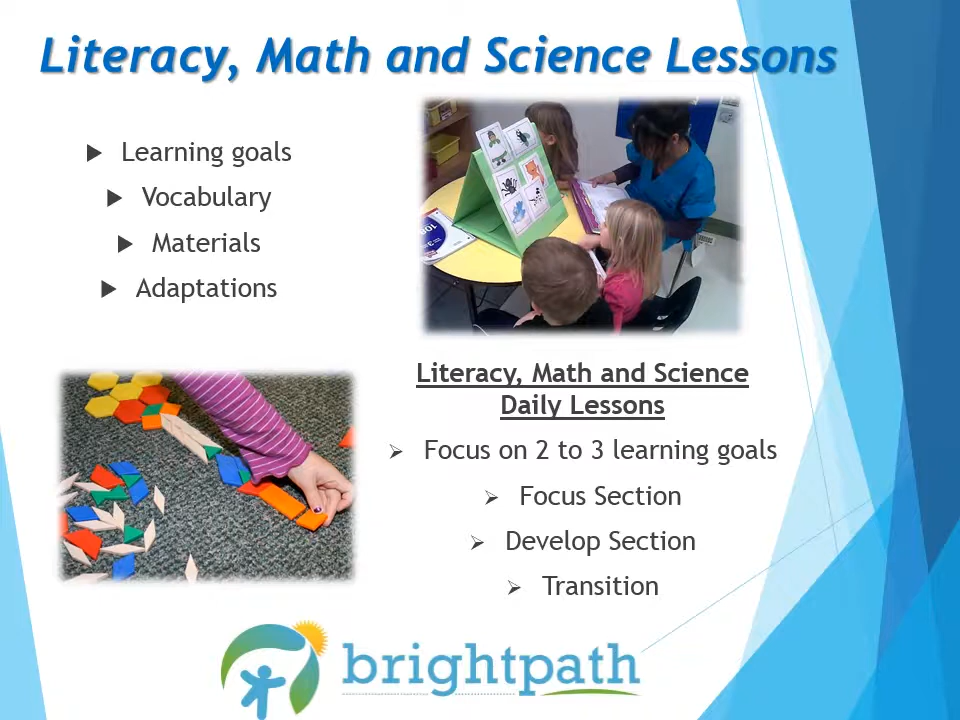 Literacy, Math and Science Lessons
Learning goals
Vocabulary
Materials
Adaptations
Literacy, Math and Science
Daily Lessons
Focus on 2 to 3 learning goals
Focus Section
Develop Section
Transition
brightpath